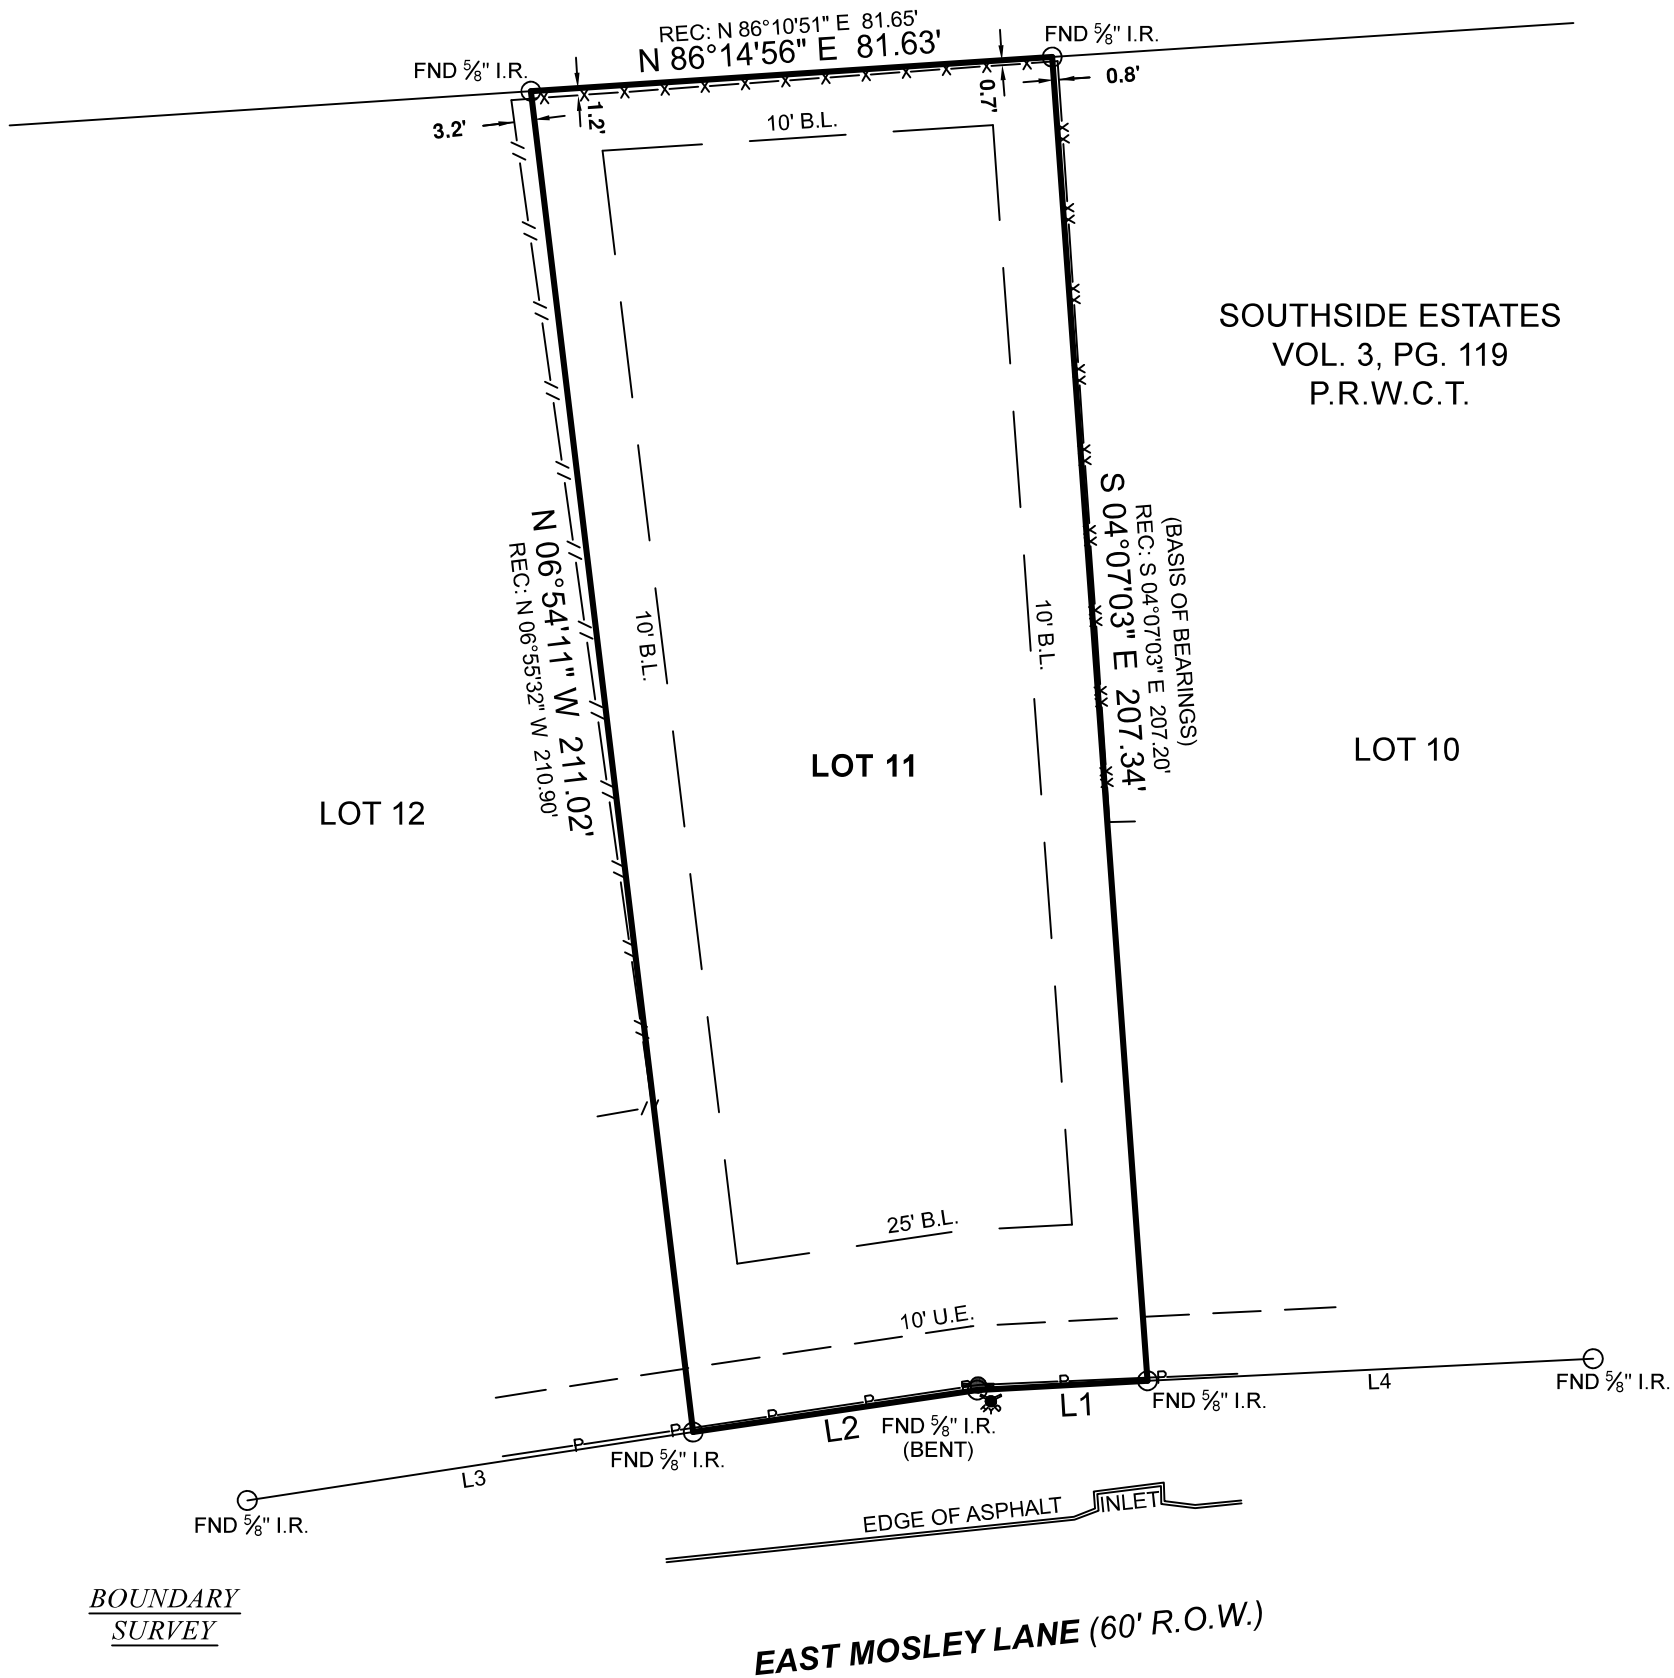 REC: N 86°10'51" E 81.65'
N 86°14'56" E 81.63'
FND ⅝" I.R.
FND ⅝" I.R.
3.2'
1.2'
0.7'
0.8'
10' B.L.
SOUTHSIDE ESTATES
VOL. 3, PG. 119
P.R.W.C.T.
N 06°54'11" W 211.02'
REC: N 06°55'32" W 210.90'
10' B.L.
10' B.L.
(BASIS OF BEARINGS)
REC: S 04°07'03" E 207.20'
S 04°07'03" E 207.34'
LOT 12
LOT 11
LOT 10
25' B.L.
10' U.E.
L3
L2
L1
L4
FND ⅝" I.R.
FND ⅝" I.R.
FND ⅝" I.R.
(BENT)
FND ⅝" I.R.
FND ⅝" I.R.
EDGE OF ASPHALT
INLET
BOUNDARY
SURVEY
EAST MOSLEY LANE (60' R.O.W.)